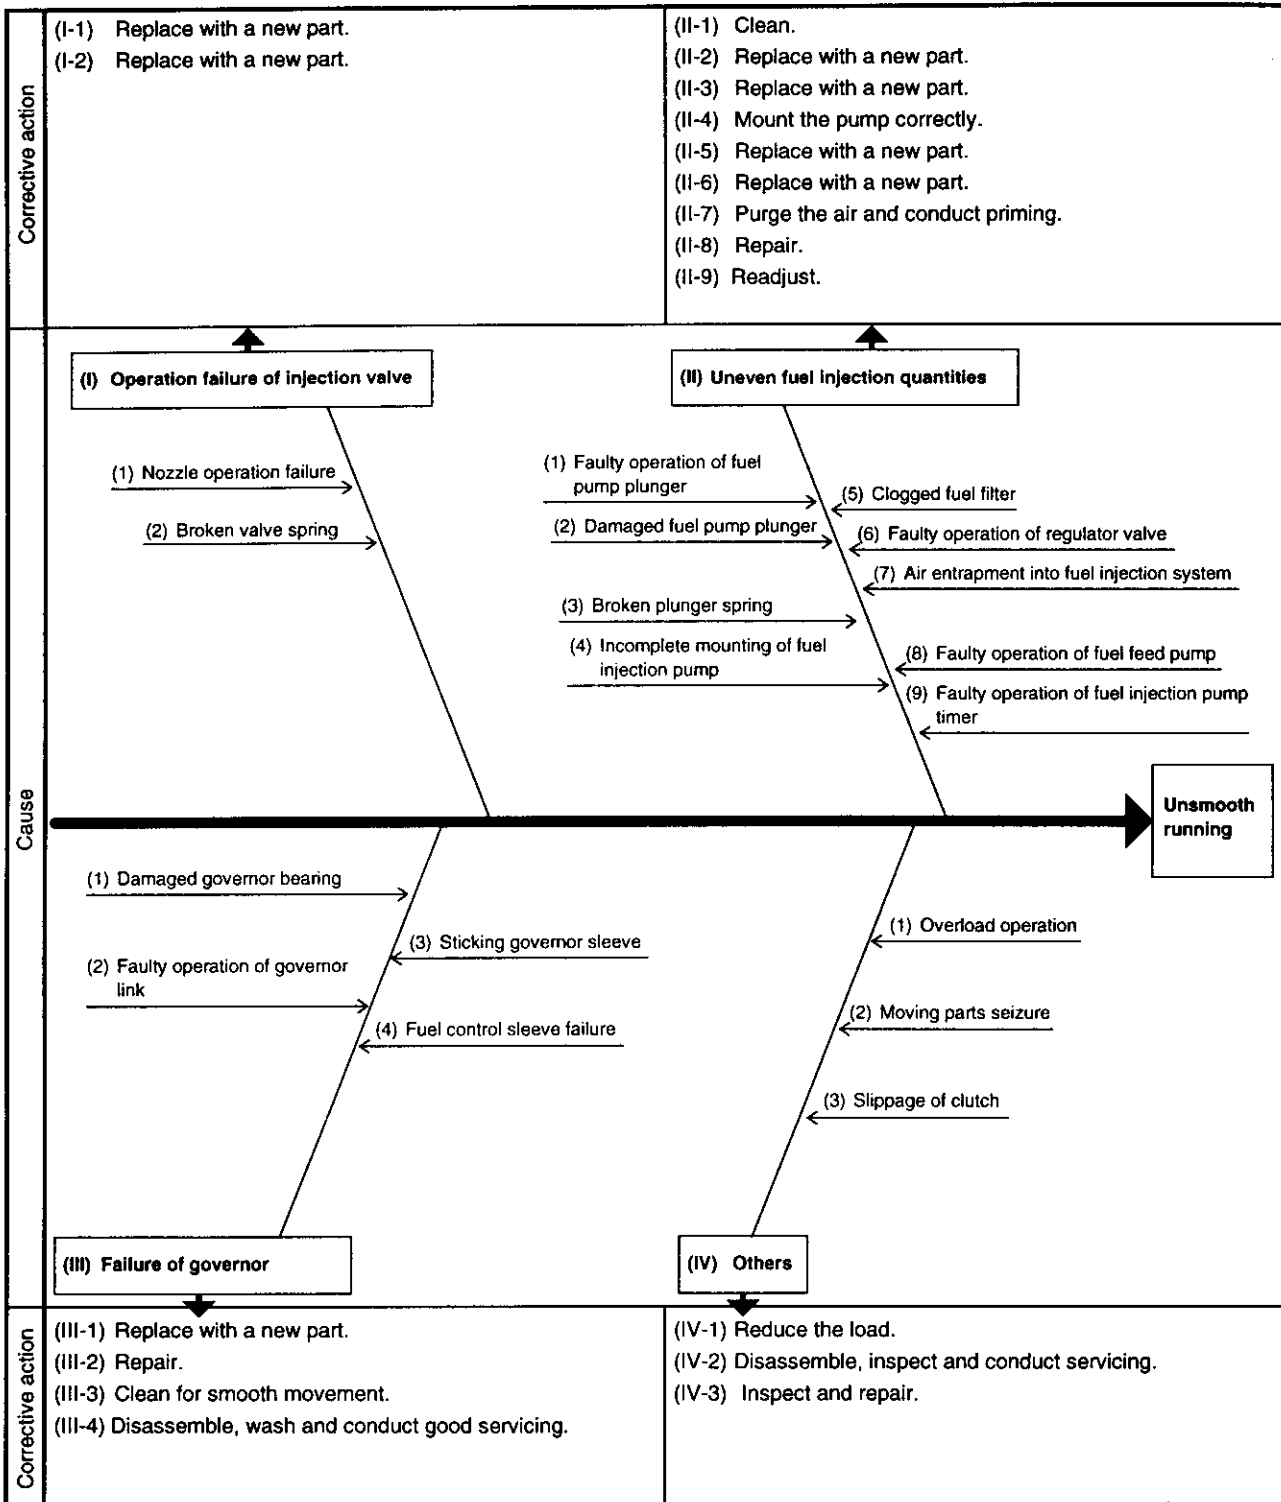 Corrective action
(I-1) Replace with a new part.
(I-2) Replace with a new part.
(II-1) Clean.
(II-2) Replace with a new part.
(II-3) Replace with a new part.
(II-4) Mount the pump correctly.
(II-5) Replace with a new part.
(II-6) Replace with a new part.
(II-7) Purge the air and conduct priming.
(II-8) Repair.
(II-9) Readjust.
Cause
(I) Operation failure of injection valve
(1) Nozzle operation failure
(2) Broken valve spring
(II) Uneven fuel injection quantities
(1) Faulty operation of fuel
pump plunger
(2) Damaged fuel pump plunger
(3) Broken plunger spring
(4) Incomplete mounting of fuel
injection pump
(5) Clogged fuel filter
(6) Faulty operation of regulator valve
(7) Air entrapment into fuel injection system
(8) Faulty operation of fuel feed pump
(9) Faulty operation of fuel injection pump
timer
Unsmooth
running
(1) Damaged governor bearing
(2) Faulty operation of governor
link
(3) Sticking governor sleeve
(4) Fuel control sleeve failure
(III) Failure of governor
(1) Overload operation
(2) Moving parts seizure
(3) Slippage of clutch
(IV) Others
Corrective action
(III-1) Replace with a new part.
(III-2) Repair.
(III-3) Clean for smooth movement.
(III-4) Disassemble, wash and conduct good servicing.
(IV-1) Reduce the load.
(IV-2) Disassemble, inspect and conduct servicing.
(IV-3) Inspect and repair.